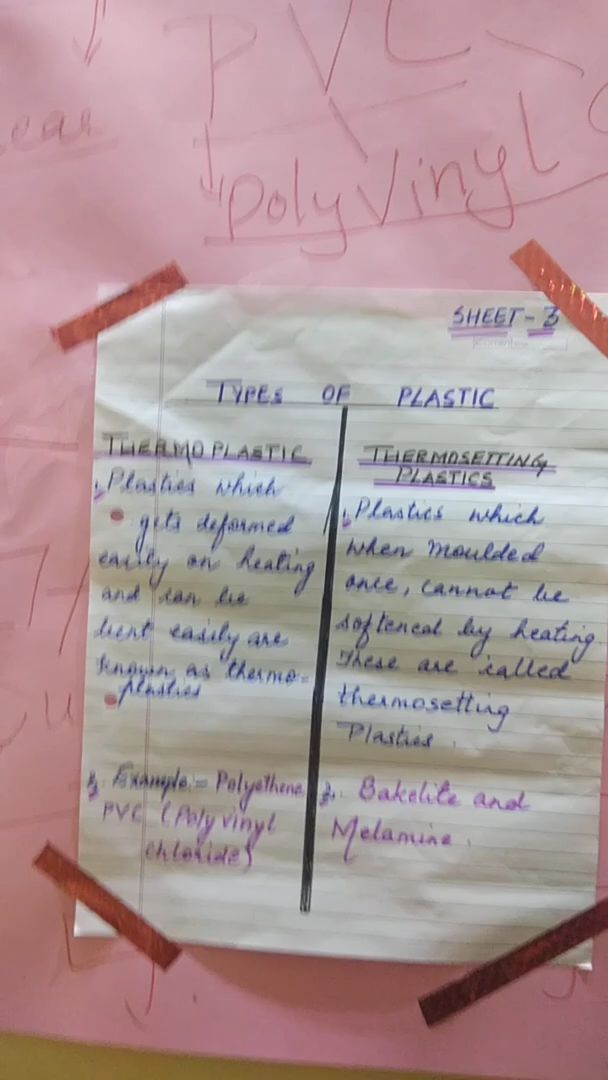 PVC
Polyvinyl
SHEET - 3
TYPES OF PLASTIC
THERMOPLASTIC
1. Plastics which
gets deformed
easily on heating
and can be
bent easily are
known as thermo-
plastics
2. Example:- Polyethene
PVC (Polyvinyl
chloride)
THERMOSETTING
PLASTICS
1. Plastics which
when moulded
once, cannot be
softened by heating.
These are called
thermosetting
Plastics.
2. Bakelite and
Melamine.